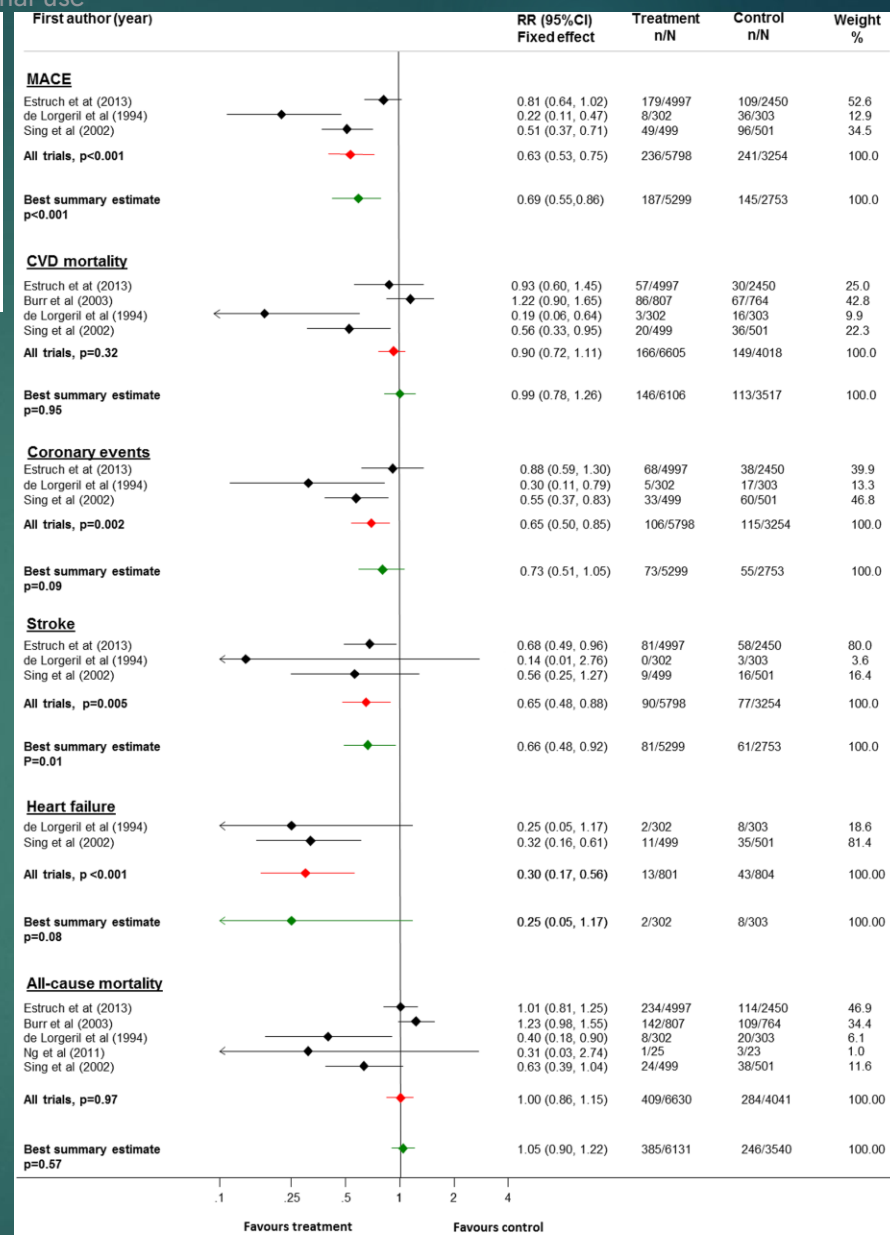 First author (year) RR (95%CI) Treatment Control Weight
Fixed effect n/N n/N %
MACE
Estruch et at (2013) 0.81 (0.64, 1.02) 179/4997 109/2450 52.6
de Lorgeril et al (1994) 0.22 (0.11, 0.47) 8/302 36/303 12.9
Sing et al (2002) 0.51 (0.37, 0.71) 49/499 96/501 34.5
All trials, p<0.001 0.63 (0.53, 0.75) 236/5798 241/3254 100.0
Best summary estimate 0.69 (0.55,0.86) 187/5299 145/2753 100.0
p<0.001
CVD mortality
Estruch et at (2013) 0.93 (0.60, 1.45) 57/4997 30/2450 25.0
Burr et al (2003) 1.22 (0.90, 1.65) 86/807 67/764 42.8
de Lorgeril et al (1994) 0.19 (0.06, 0.64) 3/302 16/303 9.9
Sing et al (2002) 0.56 (0.33, 0.95) 20/499 36/501 22.3
All trials, p=0.32 0.90 (0.72, 1.11) 166/6605 149/4018 100.0
Best summary estimate 0.99 (0.78, 1.26) 146/6106 113/3517 100.0
p=0.95
Coronary events
Estruch et at (2013) 0.88 (0.59, 1.30) 68/4997 38/2450 39.9
de Lorgeril et al (1994) 0.30 (0.11, 0.79) 5/302 17/303 13.3
Sing et al (2002) 0.55 (0.37, 0.83) 33/499 60/501 46.8
All trials, p=0.002 0.65 (0.50, 0.85) 106/5798 115/3254 100.0
Best summary estimate 0.73 (0.51, 1.05) 73/5299 55/2753 100.0
p=0.09
Stroke
Estruch et at (2013) 0.68 (0.49, 0.96) 81/4997 58/2450 80.0
de Lorgeril et al (1994) 0.14 (0.01, 2.76) 0/302 3/303 3.6
Sing et al (2002) 0.56 (0.25, 1.27) 9/499 16/501 16.4
All trials, p=0.005 0.65 (0.48, 0.88) 90/5798 77/3254 100.0
Best summary estimate 0.66 (0.48, 0.92) 81/5299 61/2753 100.0
P=0.01
Heart failure
de Lorgeril et al (1994) 0.25 (0.05, 1.17) 2/302 8/303 18.6
Sing et al (2002) 0.32 (0.16, 0.61) 11/499 35/501 81.4
All trials, p <0.001 0.30 (0.17, 0.56) 13/801 43/804 100.00
Best summary estimate 0.25 (0.05, 1.17) 2/302 8/303 100.00
p=0.08
All-cause mortality
Estruch et at (2013) 1.01 (0.81, 1.25) 234/4997 114/2450 46.9
Burr et al (2003) 1.23 (0.98, 1.55) 142/807 109/764 34.4
de Lorgeril et al (1994) 0.40 (0.18, 0.90) 8/302 20/303 6.1
Ng et al (2011) 0.31 (0.03, 2.74) 1/25 3/23 1.0
Sing et al (2002) 0.63 (0.39, 1.04) 24/499 38/501 11.6
All trials, p=0.97 1.00 (0.86, 1.15) 409/6630 284/4041 100.00
Best summary estimate 1.05 (0.90, 1.22) 385/6131 246/3540 100.00
p=0.57
.1 .25 .5 1 2 4
Favours treatment Favours control